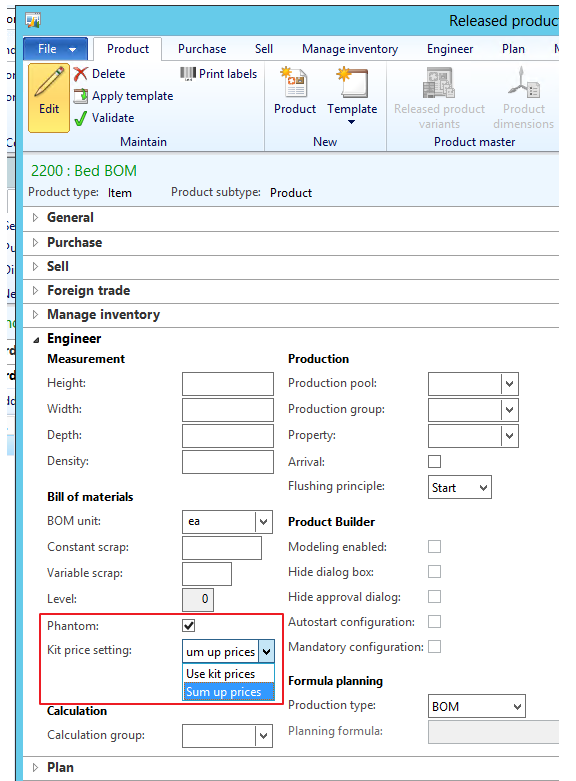 Released produc
File Product Purchase Sell Manage inventory Engineer Plan
Edit
Delete
Apply template
Validate
Print labels
Maintain
Product Template
New
Released product
variants
Product
dimensions
Product master
2200 : Bed BOM
Product type: Item Product subtype: Product
General
Purchase
Sell
Foreign trade
Manage inventory
Engineer
Measurement
Height:
Width:
Depth:
Density:
Bill of materials
BOM unit: ea
Constant scrap:
Variable scrap:
Level: 0
Phantom:
Kit price setting: um up prices
Use kit prices
Sum up prices
Calculation
Calculation group:
Production
Production pool:
Production group:
Property:
Arrival:
Flushing principle: Start
Product Builder
Modeling enabled:
Hide dialog box:
Hide approval dialog:
Autostart configuration:
Mandatory configuration:
Formula planning
Production type: BOM
Planning formula:
Plan